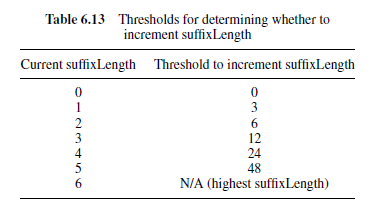 Table 6.13 Thresholds for determining whether to
increment suffixLength
Current suffixLength Threshold to increment suffixLength
0 0
1 3
2 6
3 12
4 24
5 48
6 N/A (highest suffixLength)